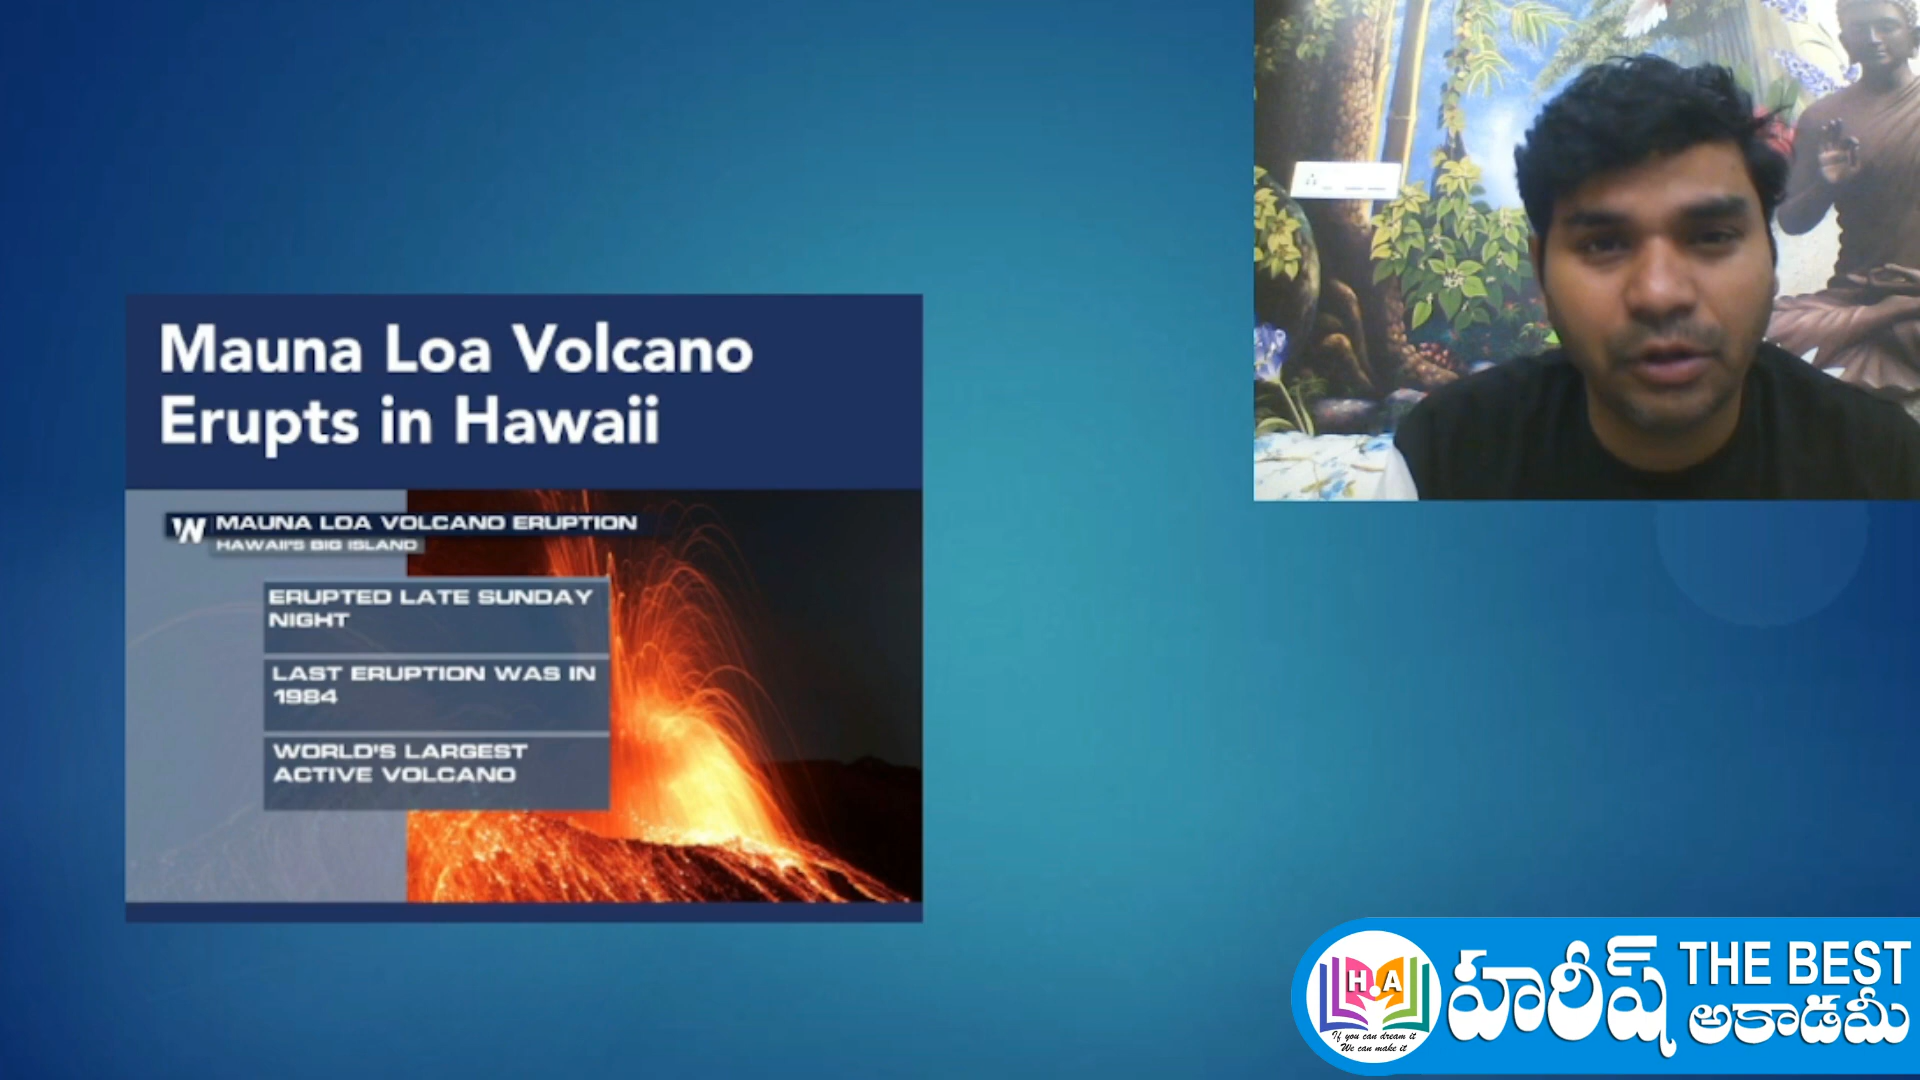 Mauna Loa Volcano
Erupts in Hawaii
W MAUNA LOA VOLCANO ERUPTION
HAWAII'S BIG ISLAND
ERUPTED LATE SUNDAY
NIGHT
LAST ERUPTION WAS IN
1984
WORLD'S LARGEST
ACTIVE VOLCANO
H.A
If you can dream it
We can make it
హరీష్
THE BEST
అకాడమీ